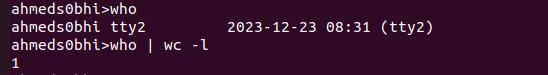 ahmeds0bhi>who
ahmeds0bhi tty2         2023-12-23 08:31 (tty2)
ahmeds0bhi>who | wc -l
1